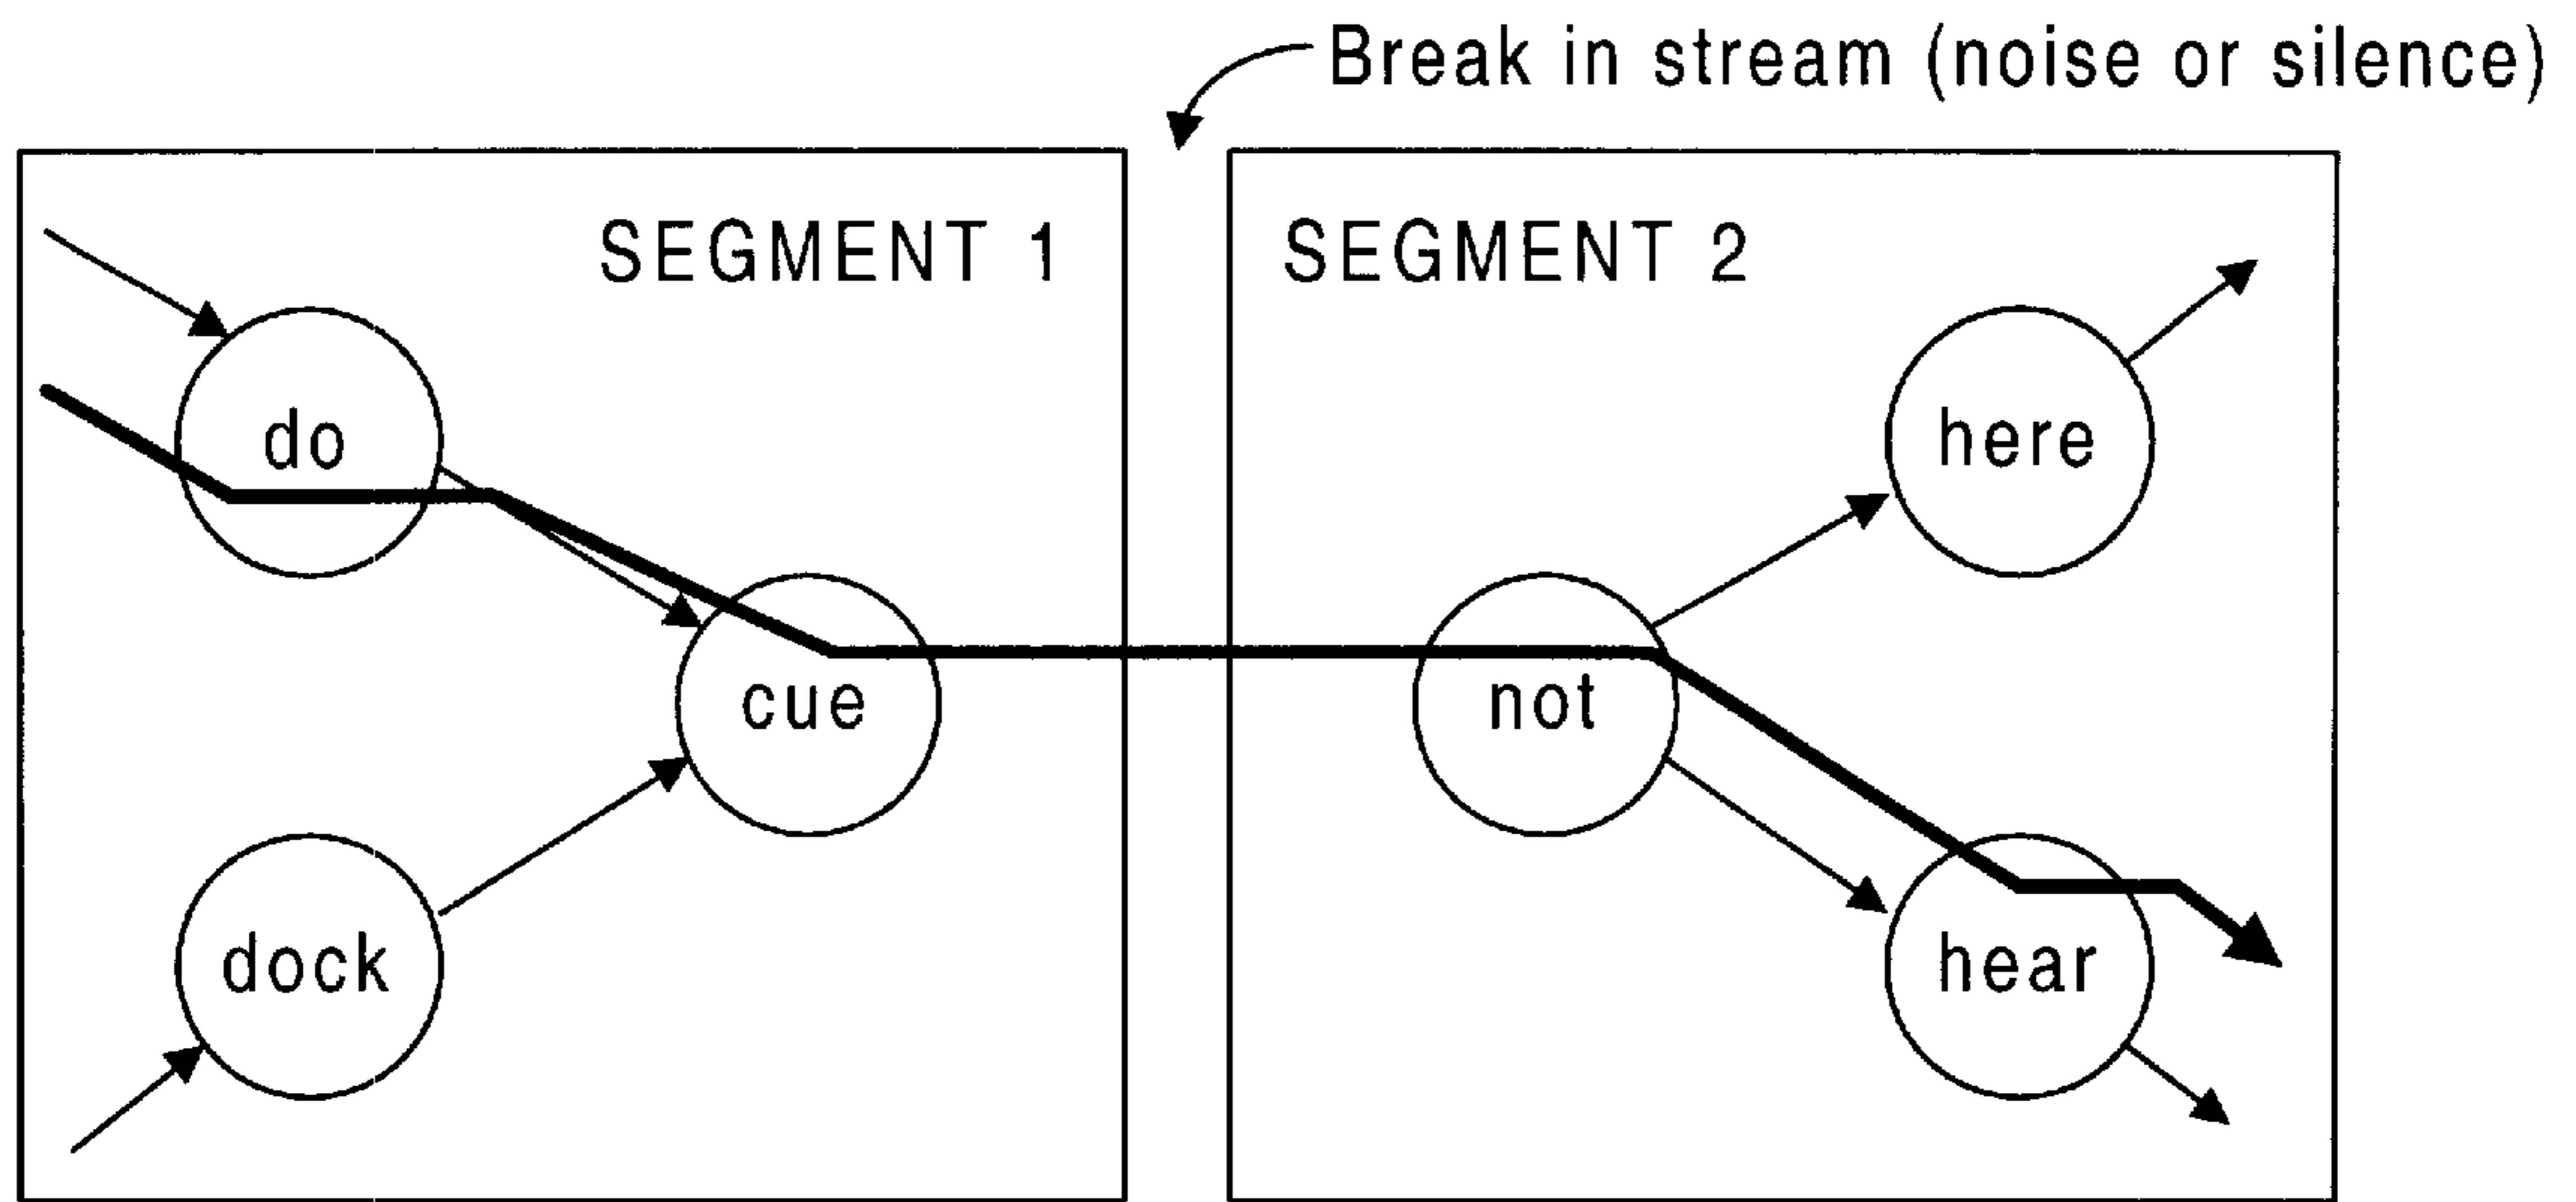 Break in stream (noise or silence)
SEGMENT 1
SEGMENT 2
do
here
cue
not
dock
hear